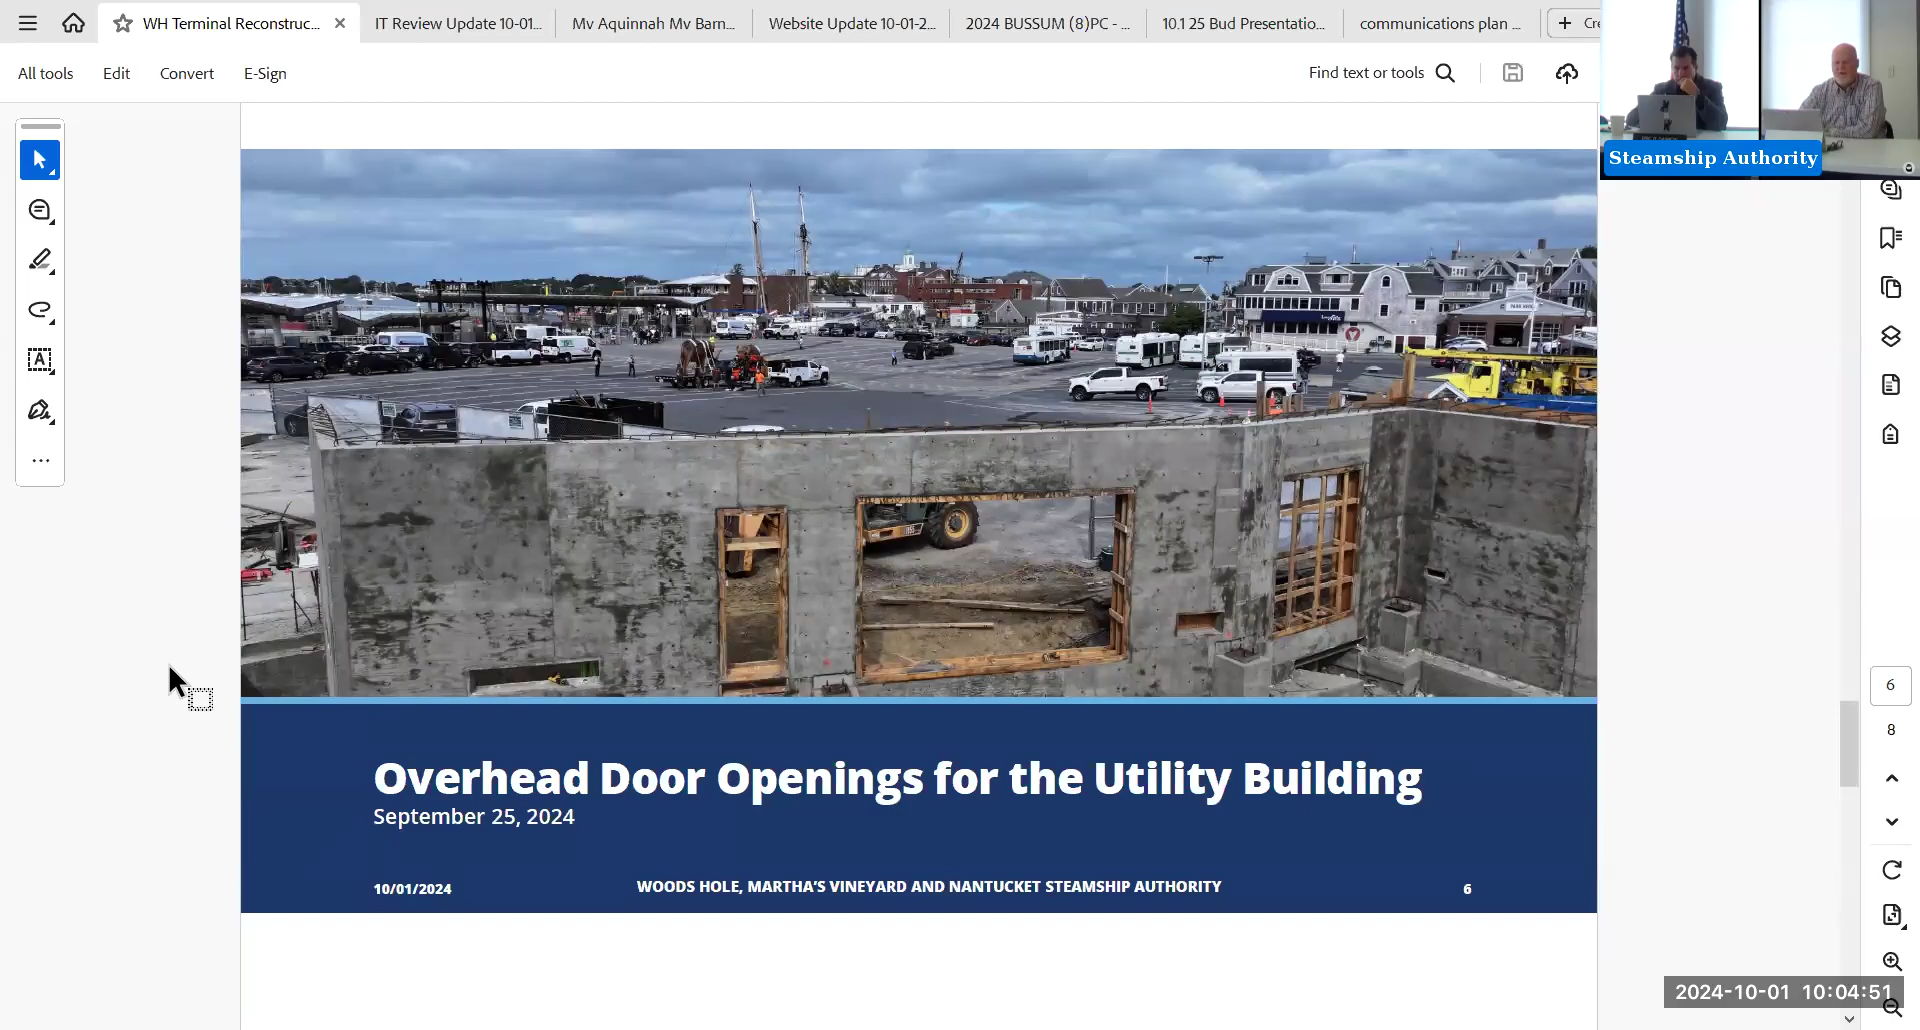 WH Terminal Reconstruc...
IT Review Update 10-01...
Mv Aquinnah Mv Barn...
Website Update 10-01-2...
2024 BUSSUM (8)PC - ...
10.1 25 Bud Presentatio...
communications plan ...
+ Cre
All tools
Edit
Convert
E-Sign
Find text or tools
Steamship Authority
A
6
8
Overhead Door Openings for the Utility Building
September 25, 2024
10/01/2024
WOODS HOLE, MARTHA'S VINEYARD AND NANTUCKET STEAMSHIP AUTHORITY
6
2024-10-01 10:04:51